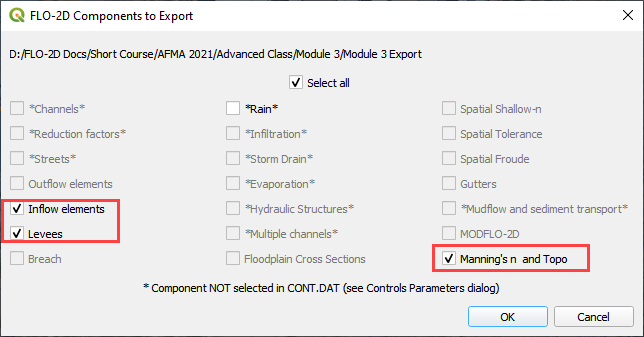 FLO-2D Components to Export
D:/FLO-2D Docs/Short Course/AFMA 2021/Advanced Class/Module 3/Module 3 Export
Select all
*Channels* *Rain* Spatial Shallow-n
*Reduction factors* *Infiltration* Spatial Tolerance
*Streets* *Storm Drain* Spatial Froude
Outflow elements *Evaporation* Gutters
Inflow elements *Hydraulic Structures* *Mudflow and sediment transport*
Levees *Multiple channels* MODFLO-2D
Breach Floodplain Cross Sections Manning's n and Topo
* Component NOT selected in CONT.DAT (see Controls Parameters dialog)
OK Cancel